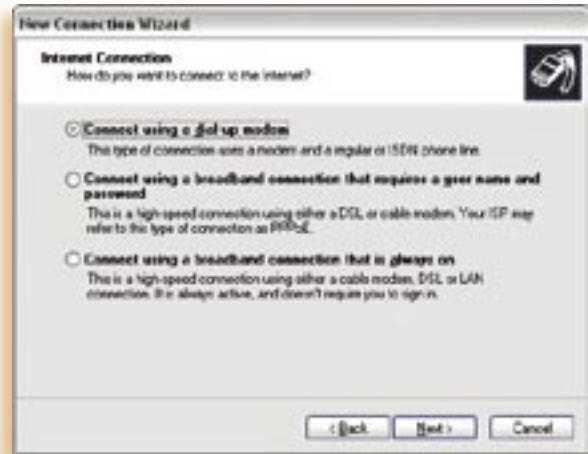 New Connection Wizard
Internet Connection
How do you want to connect to the Internet?
Connect using a dial-up modem
This type of connection uses a modem and a regular or ISDN phone line.
Connect using a broadband connection that requires a user name and
password
This is a high-speed connection using either a DSL or cable modem. Your ISP may
refer to this type of connection as PPPoE.
Connect using a broadband connection that is always on
This is a high-speed connection using either a cable modem, DSL or LAN
connection. It is always active, and doesn't require you to sign in.
< Back
Next >
Cancel